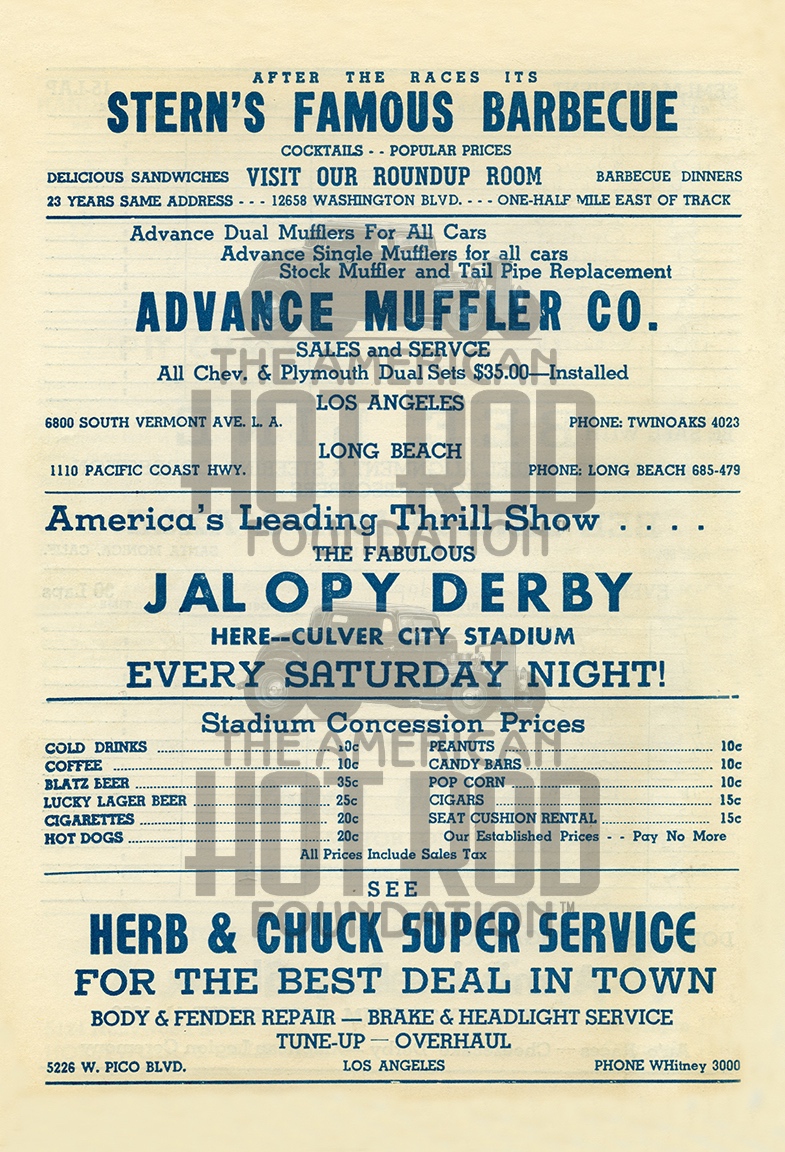 AFTER THE RACES ITS
STERN'S FAMOUS BARBECUE
COCKTAILS - - POPULAR PRICES
DELICIOUS SANDWICHES VISIT OUR ROUNDUP ROOM BARBECUE DINNERS
23 YEARS SAME ADDRESS - - - 12658 WASHINGTON BLVD. - - - ONE-HALF MILE EAST OF TRACK
Advance Dual Mufflers For All Cars
Advance Single Mufflers for all cars
Stock Muffler and Tail Pipe Replacement
ADVANCE MUFFLER CO.
SALES and SERVCE
All Chev. & Plymouth Dual Sets $35.00—Installed
LOS ANGELES
6800 SOUTH VERMONT AVE. L. A. PHONE: TWINOAKS 4023
LONG BEACH
1110 PACIFIC COAST HWY. PHONE: LONG BEACH 685-479
America's Leading Thrill Show . . . .
THE FABULOUS
JALOPY DERBY
HERE--CULVER CITY STADIUM
EVERY SATURDAY NIGHT!
Stadium Concession Prices
COLD DRINKS 10c PEANUTS 10c
COFFEE 10c CANDY BARS 10c
BLATZ BEER 35c POP CORN 10c
LUCKY LAGER BEER 25c CIGARS 15c
CIGARETTES 20c SEAT CUSHION RENTAL 15c
HOT DOGS 20c Our Established Prices - - Pay No More
All Prices Include Sales Tax
SEE
HERB & CHUCK SUPER SERVICE
FOR THE BEST DEAL IN TOWN
BODY & FENDER REPAIR — BRAKE & HEADLIGHT SERVICE
TUNE-UP — OVERHAUL
5226 W. PICO BLVD. LOS ANGELES PHONE WHitney 3000
THE AMERICAN
HOT ROD
FOUNDATION
THE AMERICAN
HOT ROD
FOUNDATION™